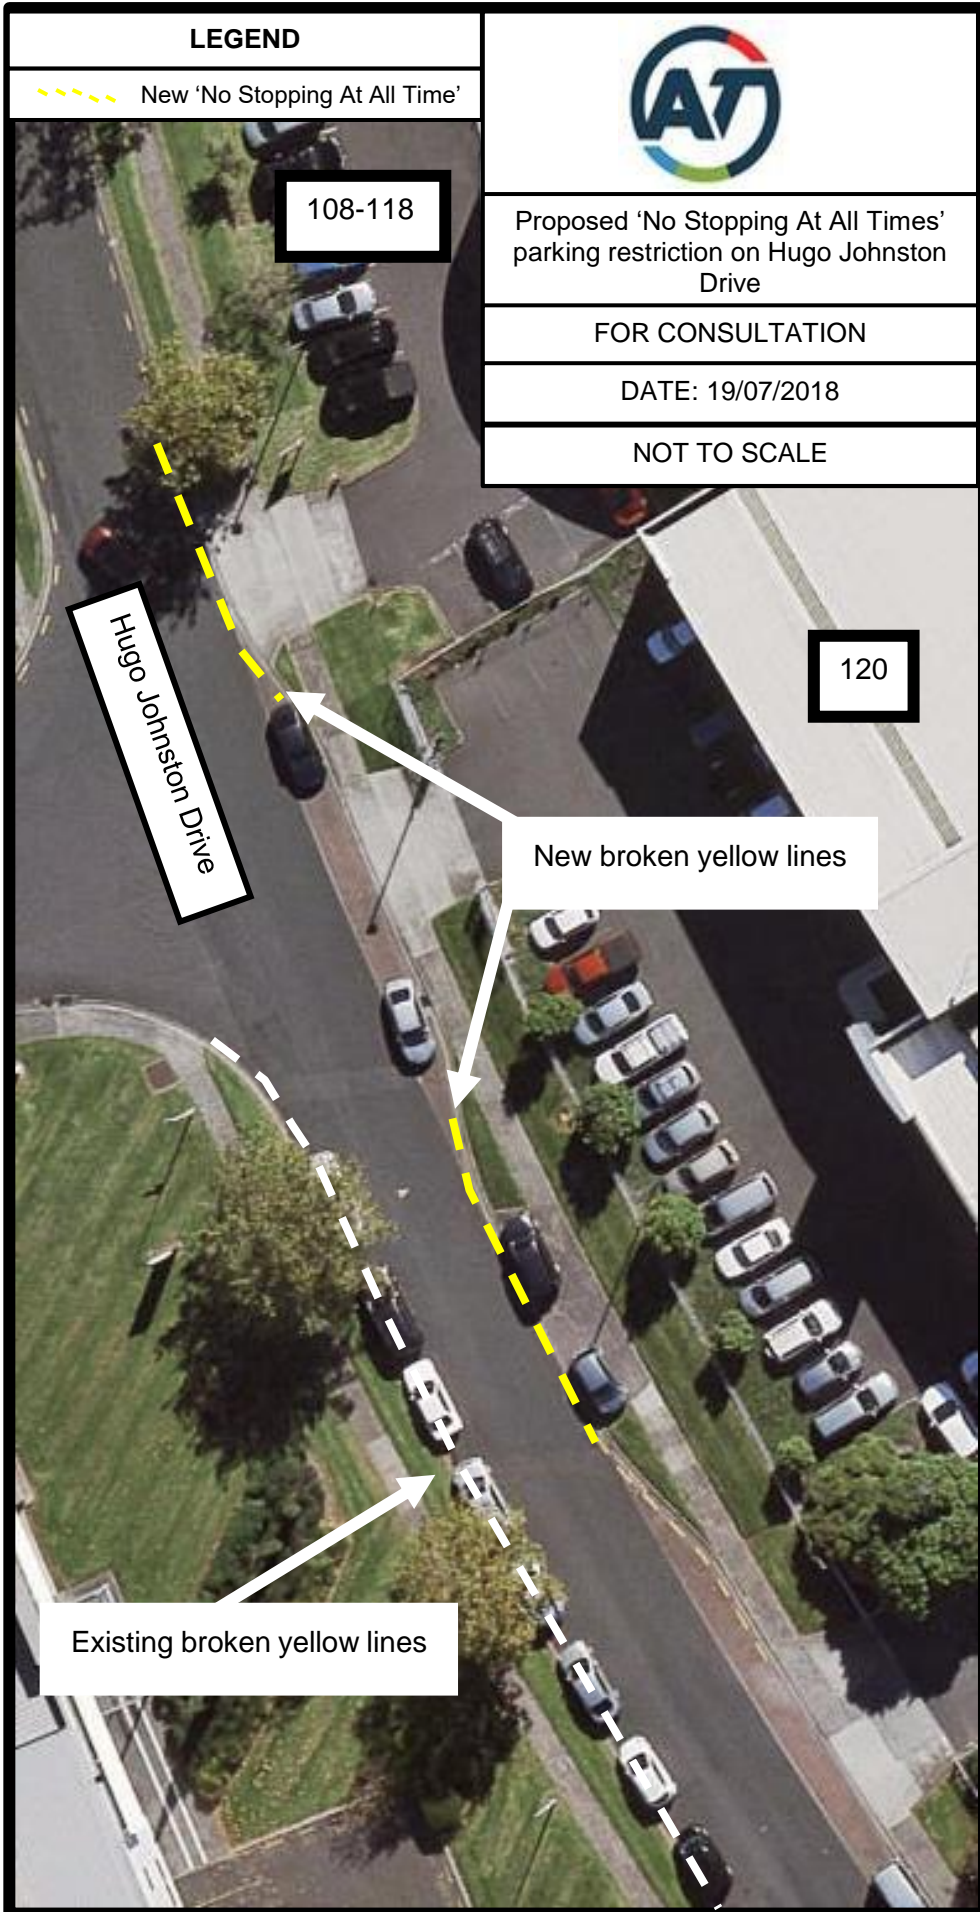 LEGEND
New ‘No Stopping At All Time’
AT
Proposed ‘No Stopping At All Times’
parking restriction on Hugo Johnston
Drive
FOR CONSULTATION
DATE: 19/07/2018
NOT TO SCALE
108-118
Hugo Johnston Drive
120
New broken yellow lines
Existing broken yellow lines